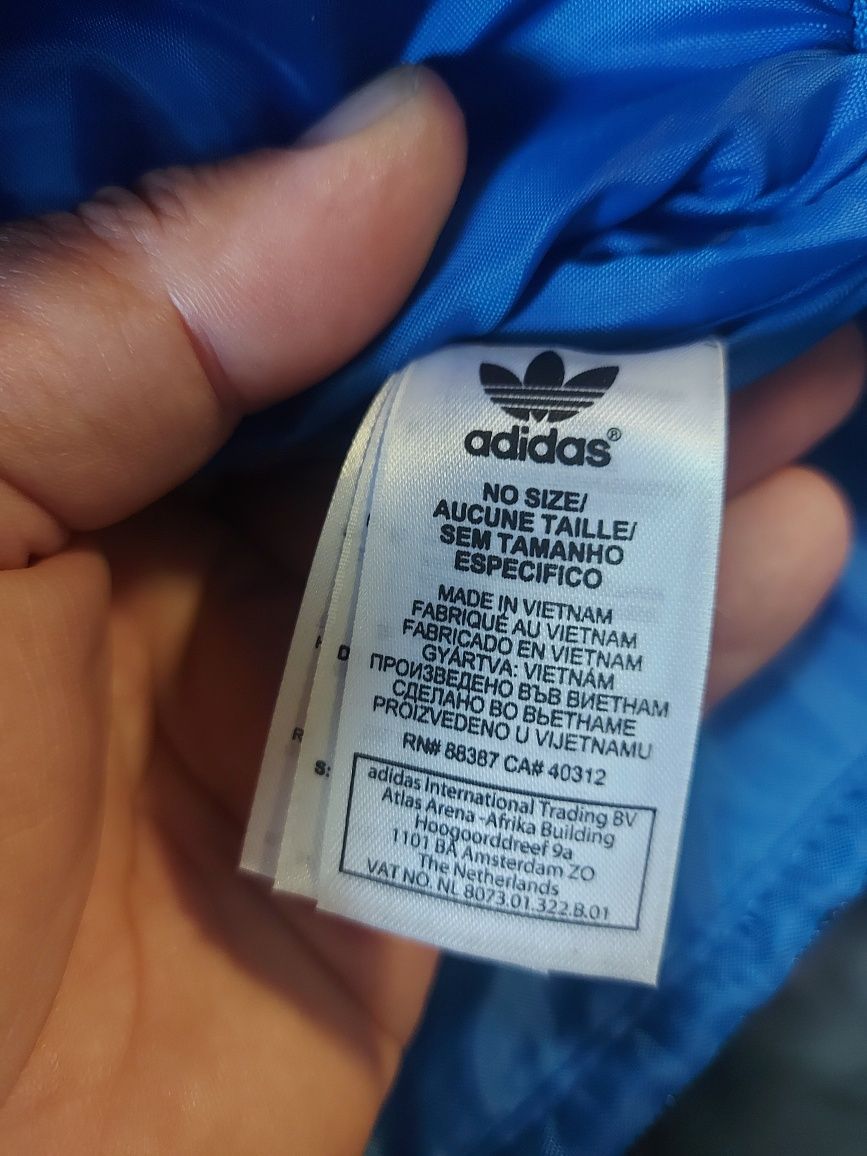 adidas®
NO SIZE/
AUCUNE TAILLE/
SEM TAMANHO
ESPECIFICO
MADE IN VIETNAM
FABRIQUÉ AU VIETNAM
FABRICADO EN VIETNAM
GYÁRTVA: VIETNÁM
ПРОИЗВЕДЕНО ВЪВ ВИЕТНАМ
СДЕЛАНО ВО ВЬЕТНАМЕ
PROIZVEDENO U VIJETNAMU
RN# 88387 CA# 40312
adidas International Trading BV
Atlas Arena -Afrika Building
Hoogoorddreef 9a
1101 BA Amsterdam ZO
The Netherlands
VAT NO. NL 8073.01.322.B.01
D
R
S: